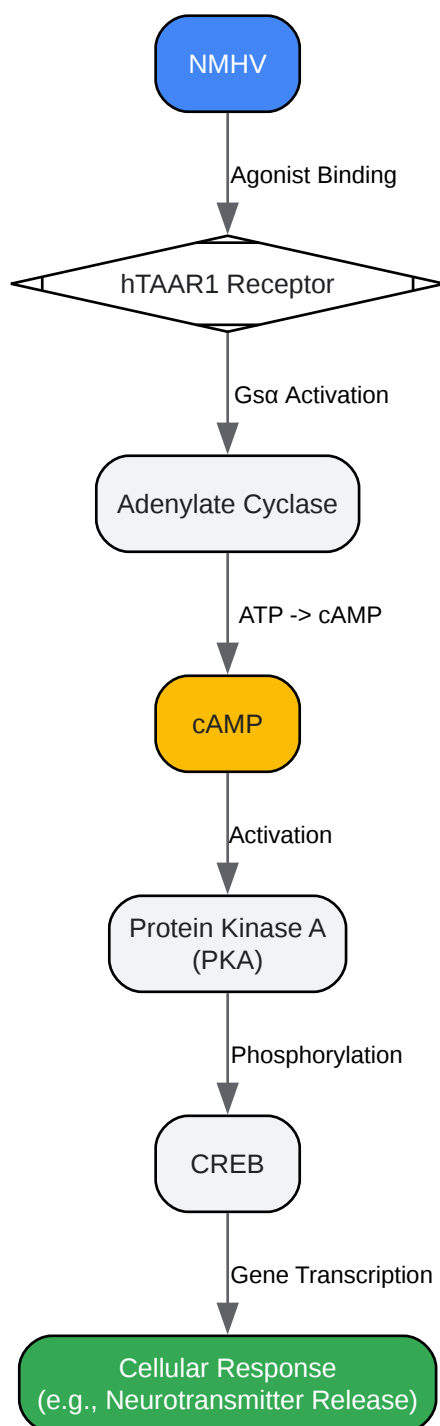 NMHV
Agonist Binding
hTAAR1 Receptor
Gsα Activation
Adenylate Cyclase
ATP -> cAMP
cAMP
Activation
Protein Kinase A
(PKA)
Phosphorylation
CREB
Gene Transcription
Cellular Response
(e.g., Neurotransmitter Release)